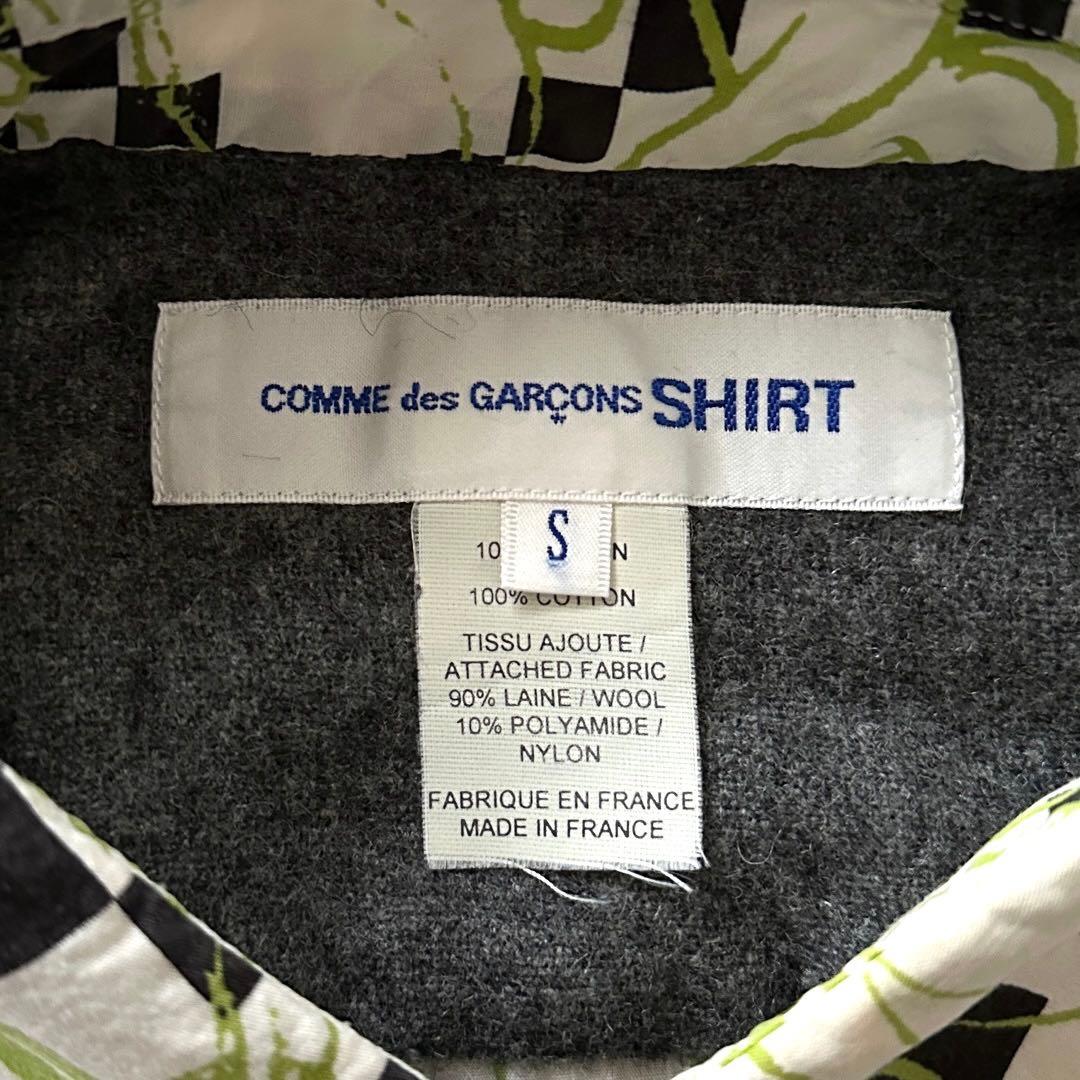 COMME des GARÇONS SHIRT
S
100% COTTON
TISSU AJOUTE /
ATTACHED FABRIC
90% LAINE / WOOL
10% POLYAMIDE /
NYLON
FABRIQUE EN FRANCE
MADE IN FRANCE